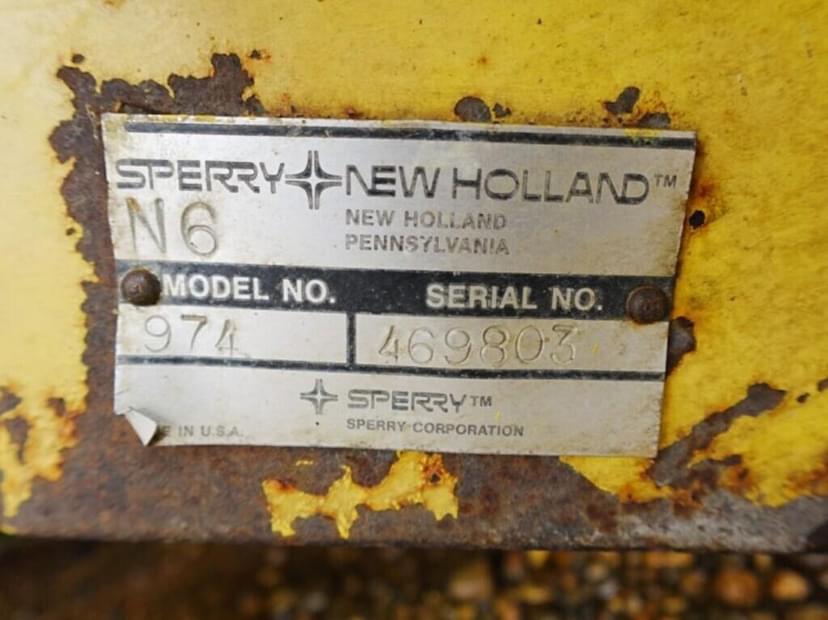 SPERRY NEW HOLLAND™
N6 NEW HOLLAND
PENNSYLVANIA
MODEL NO. SERIAL NO.
974 469803
SPERRY™
IN U.S.A. SPERRY CORPORATION